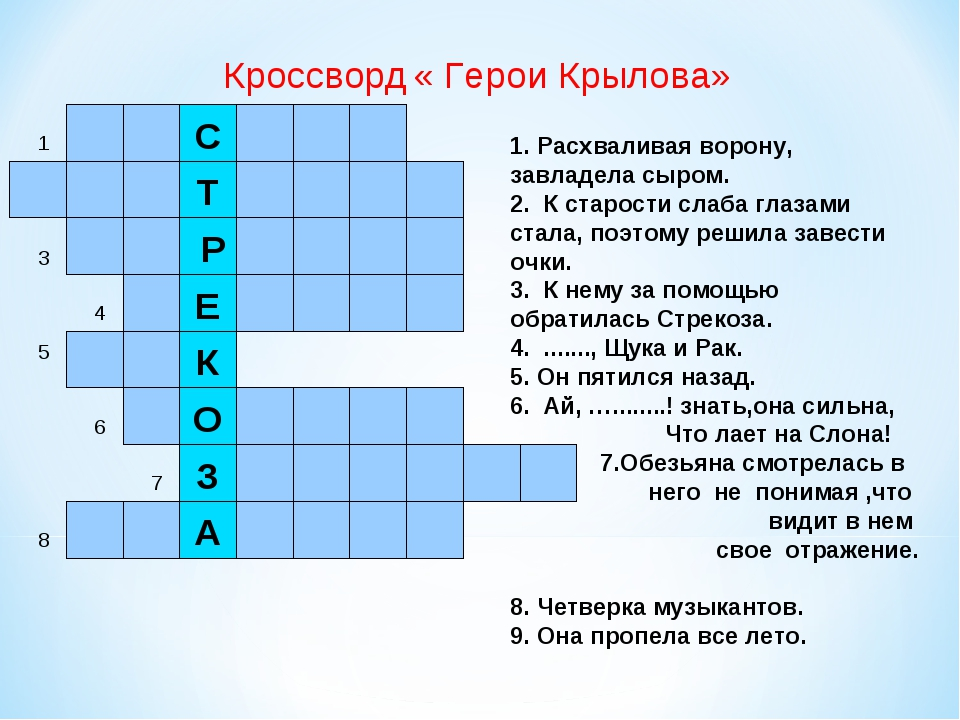 Кроссворд « Герои Крылова»
1
С
Т
3
Р
4
Е
5
К
6
О
7
З
8
А
1. Расхваливая ворону,
завладела сыром.
2. К старости слаба глазами
стала, поэтому решила завести
очки.
3. К нему за помощью
обратилась Стрекоза.
4. ......., Щука и Рак.
5. Он пятился назад.
6. Ай, ….......! знать,она сильна,
Что лает на Слона!
7.Обезьяна смотрелась в
него не понимая ,что
видит в нем
свое отражение.
8. Четверка музыкантов.
9. Она пропела все лето.